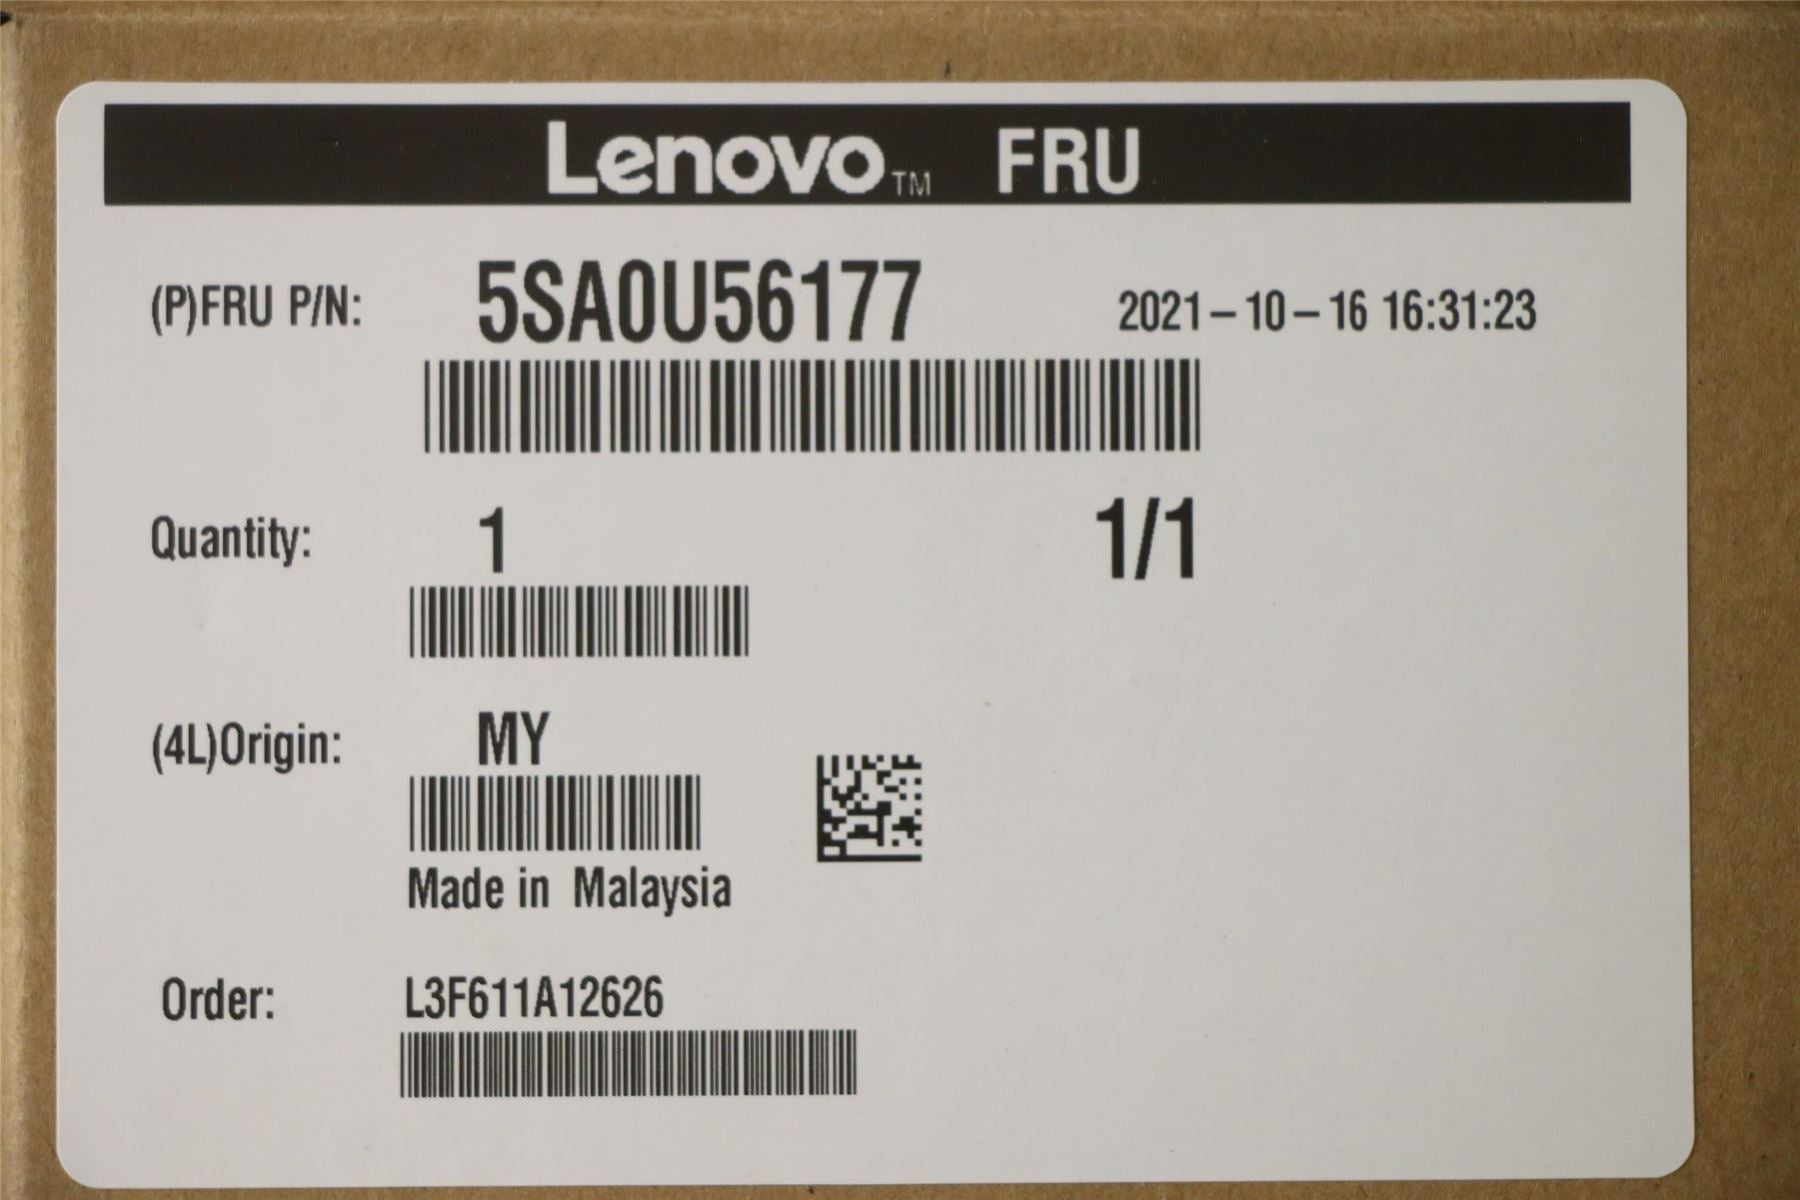 Lenovo™ FRU
(P)FRU P/N: 5SA0U56177 2021-10-16 16:31:23
Quantity: 1 1/1
(4L)Origin: MY
Made in Malaysia
Order: L3F611A12626